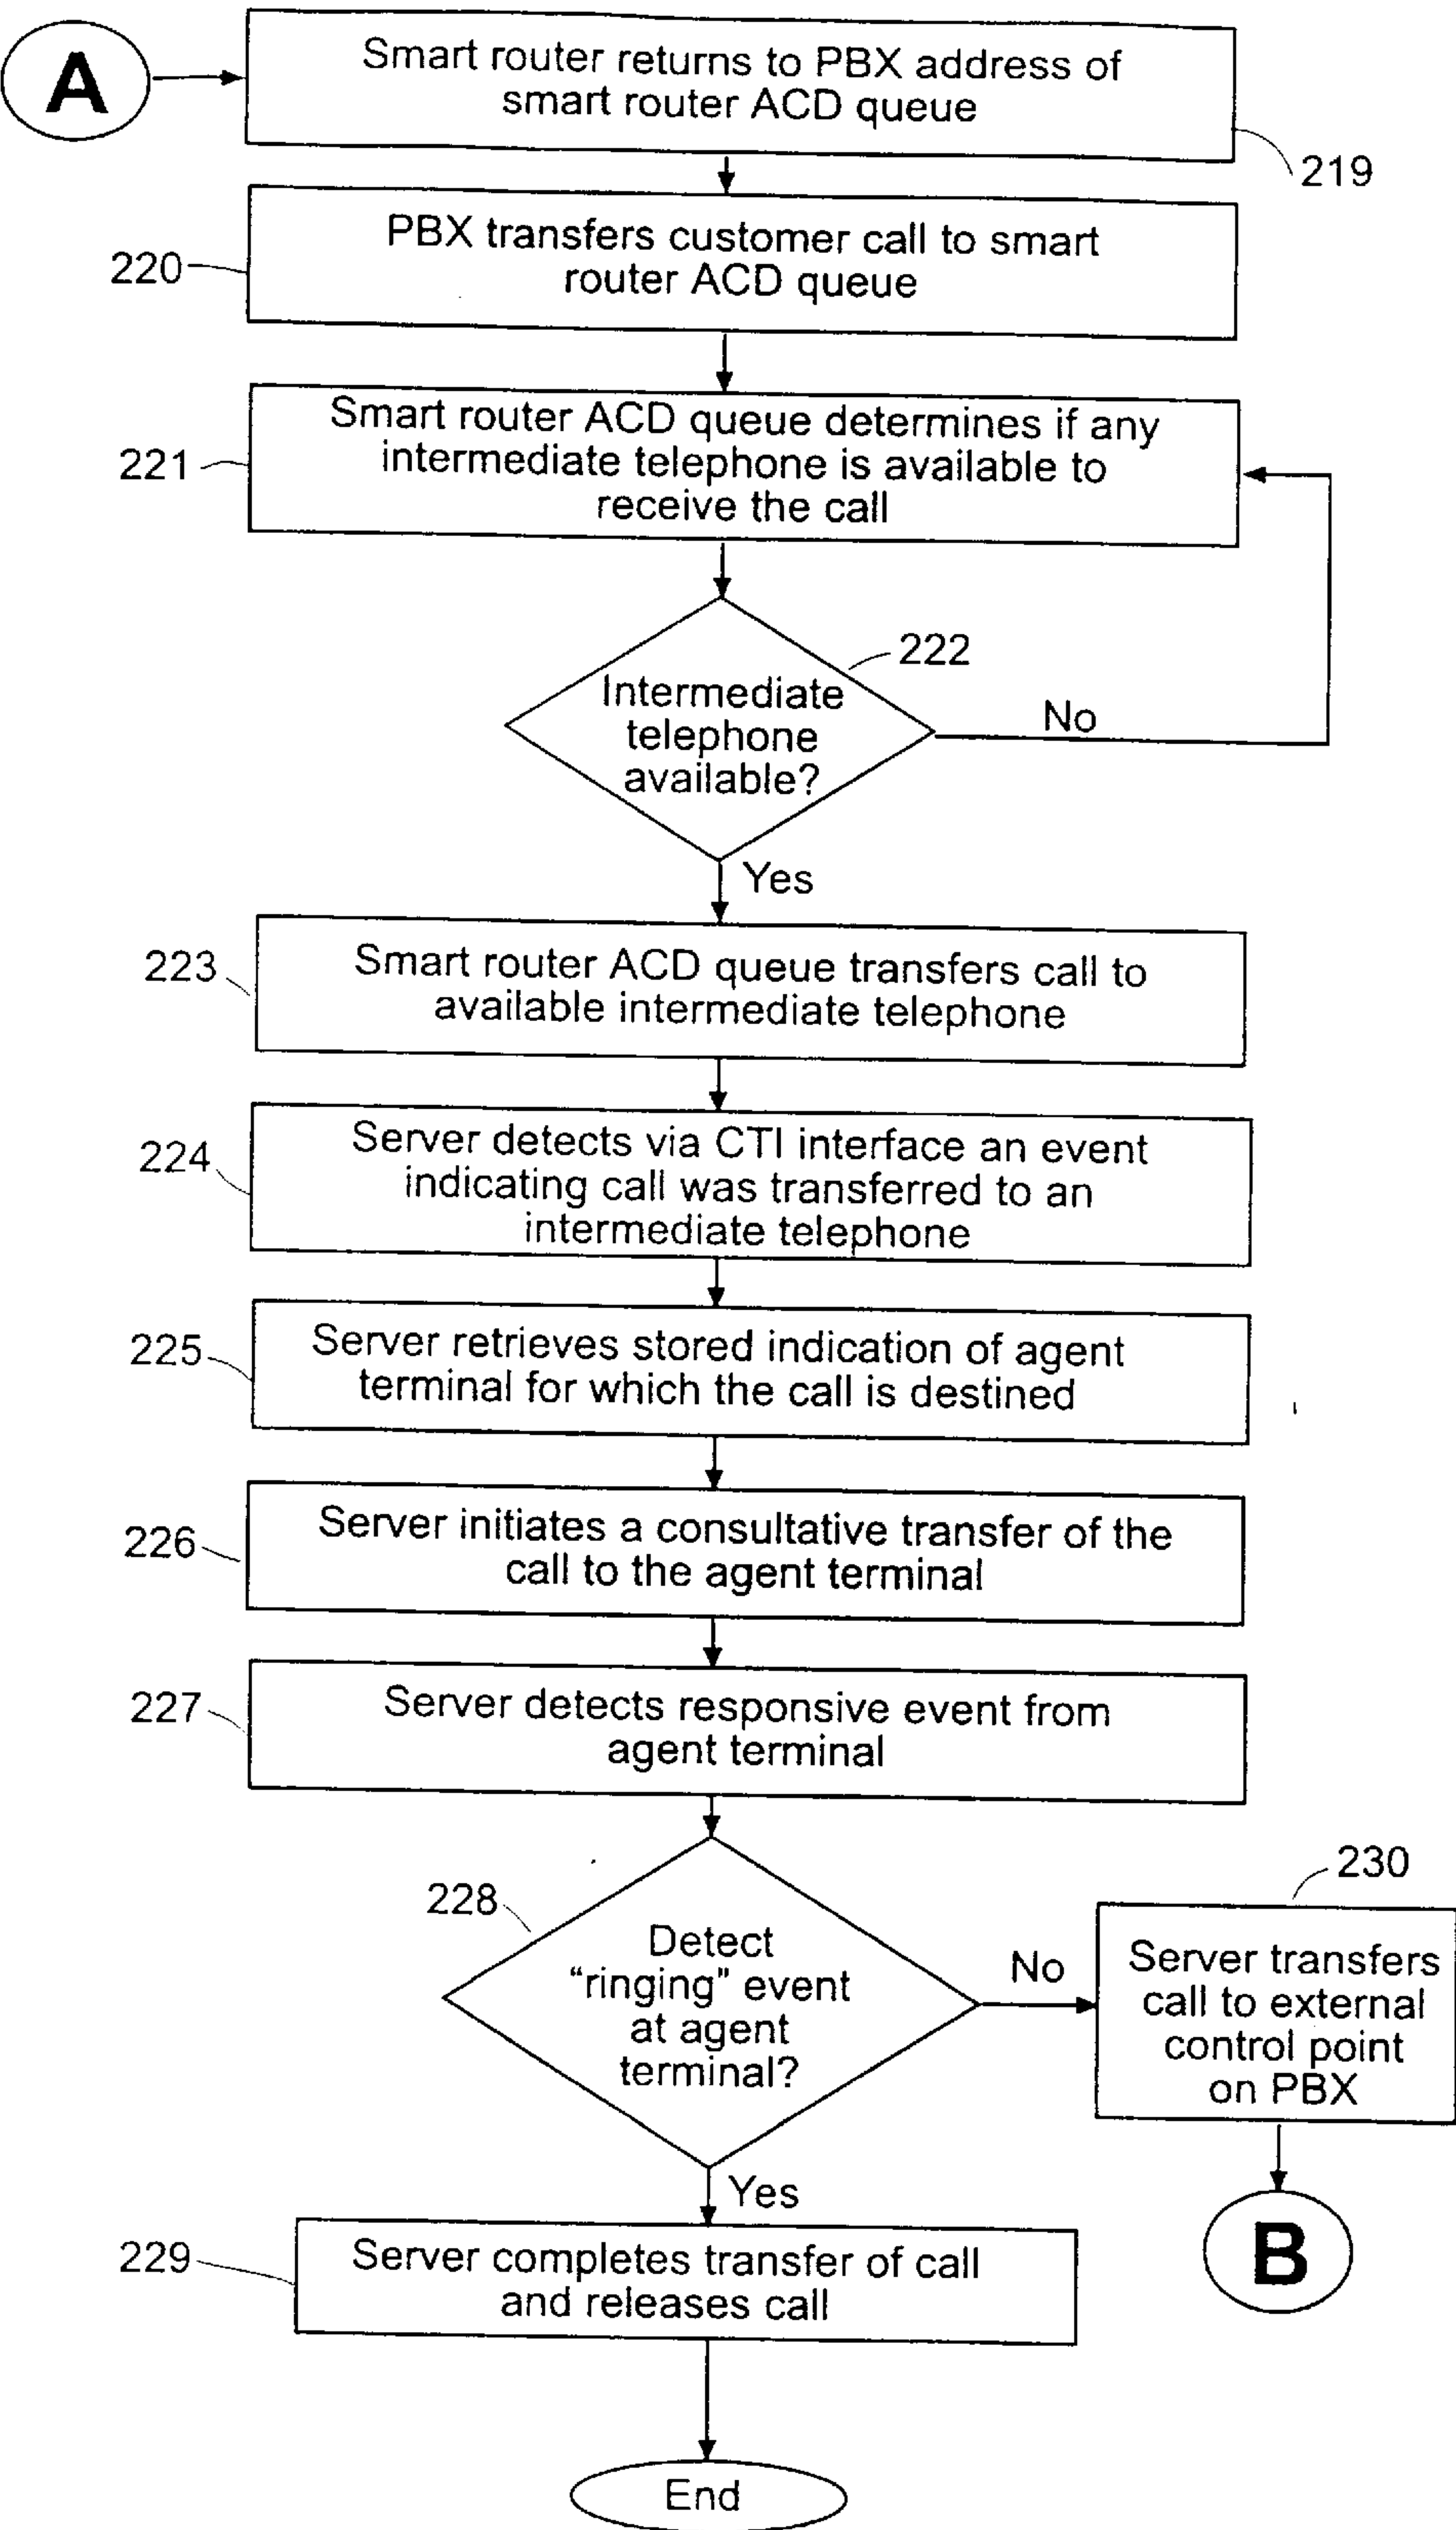 A
Smart router returns to PBX address of
smart router ACD queue
219
PBX transfers customer call to smart
router ACD queue
220
Smart router ACD queue determines if any
intermediate telephone is available to
receive the call
221
222
Intermediate
telephone
available?
No
Yes
223
Smart router ACD queue transfers call to
available intermediate telephone
224
Server detects via CTI interface an event
indicating call was transferred to an
intermediate telephone
225
Server retrieves stored indication of agent
terminal for which the call is destined
226
Server initiates a consultative transfer of the
call to the agent terminal
227
Server detects responsive event from
agent terminal
228
Detect
“ringing” event
at agent
terminal?
No
230
Server transfers
call to external
control point
on PBX
Yes
B
229
Server completes transfer of call
and releases call
End